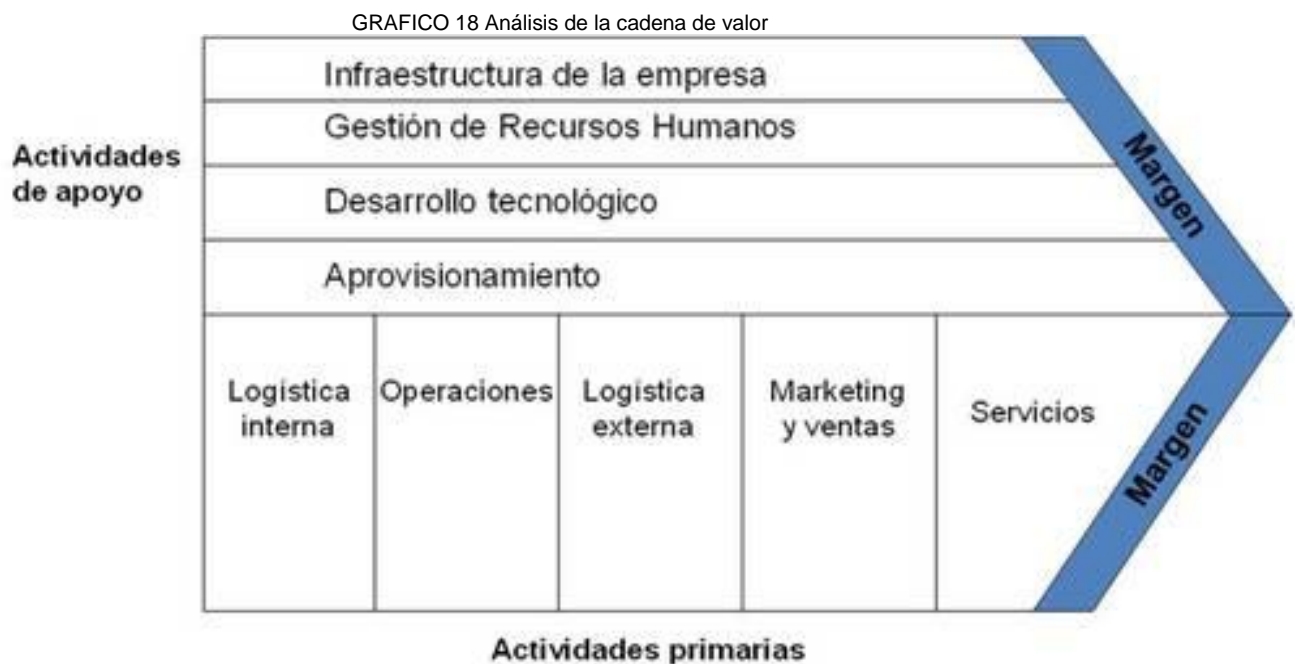 GRAFICO 18 Análisis de la cadena de valor
Infraestructura de la empresa
Gestión de Recursos Humanos
Desarrollo tecnológico
Aprovisionamiento
Actividades
de apoyo
Margen
Logística
interna
Operaciones
Logística
externa
Marketing
y ventas
Servicios
Margen
Actividades primarias